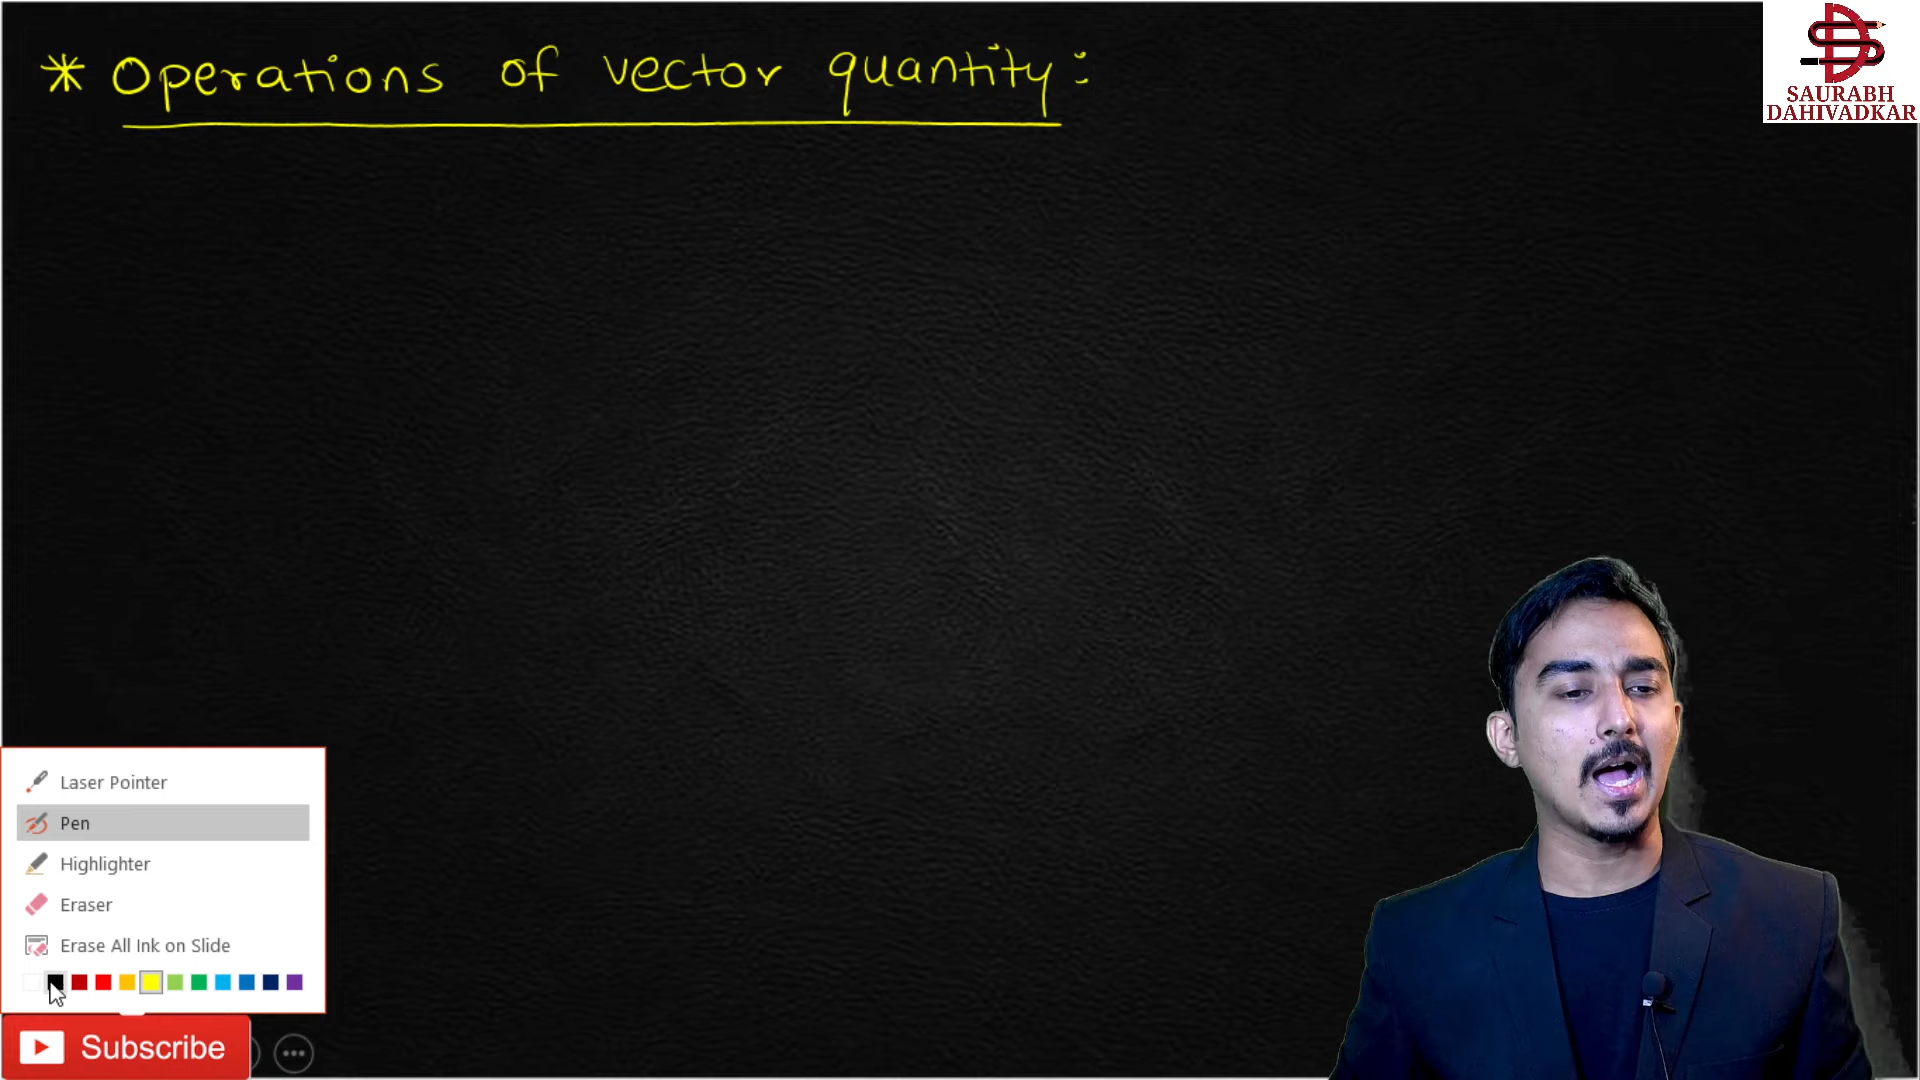 * Operations of vector quantity:
SAURABH
DAHIVADKAR
Laser Pointer
Pen
Highlighter
Eraser
Erase All Ink on Slide
Subscribe